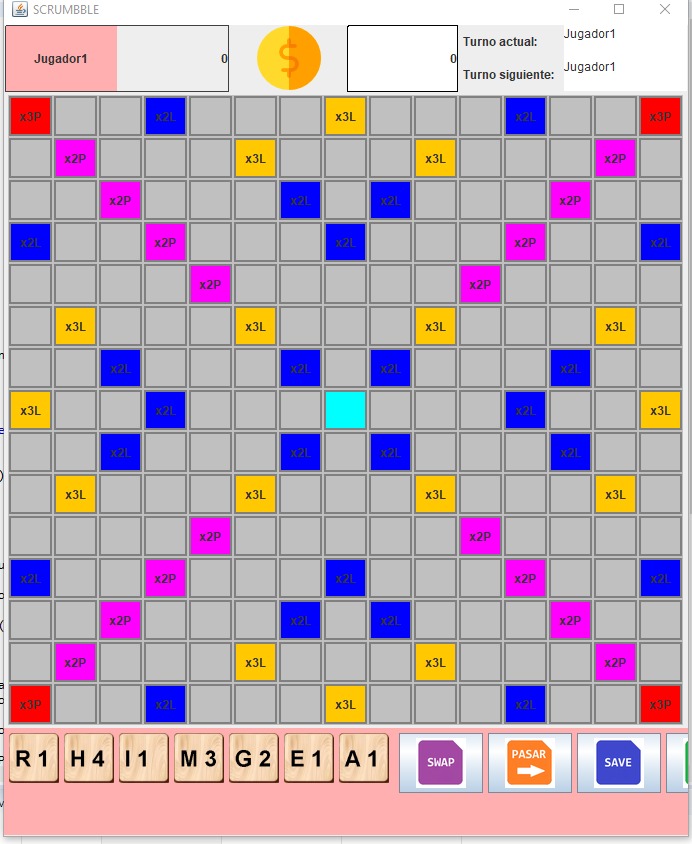 SCRUMBBLE
Jugador1 0 $ 0 Turno actual: Jugador1
Turno siguiente: Jugador1
x3P x2L x3L x2L x3P
x2P x3L x3L x2P
x2P x2L x2L x2P
x2L x2P x2L x2P x2L
x2P x2P
x3L x3L x3L x3L
x2L x2L x2L x2L
x3L x2L x2L x3L
x2L x2L x2L x2L
x3L x3L x3L x3L
x2P x2P
x2L x2P x2L x2P x2L
x2P x2L x2L x2P
x2P x3L x3L x2P
x3P x2L x3L x2L x3P
R 1 H 4 I 1 M 3 G 2 E 1 A 1 SWAP PASAR SAVE